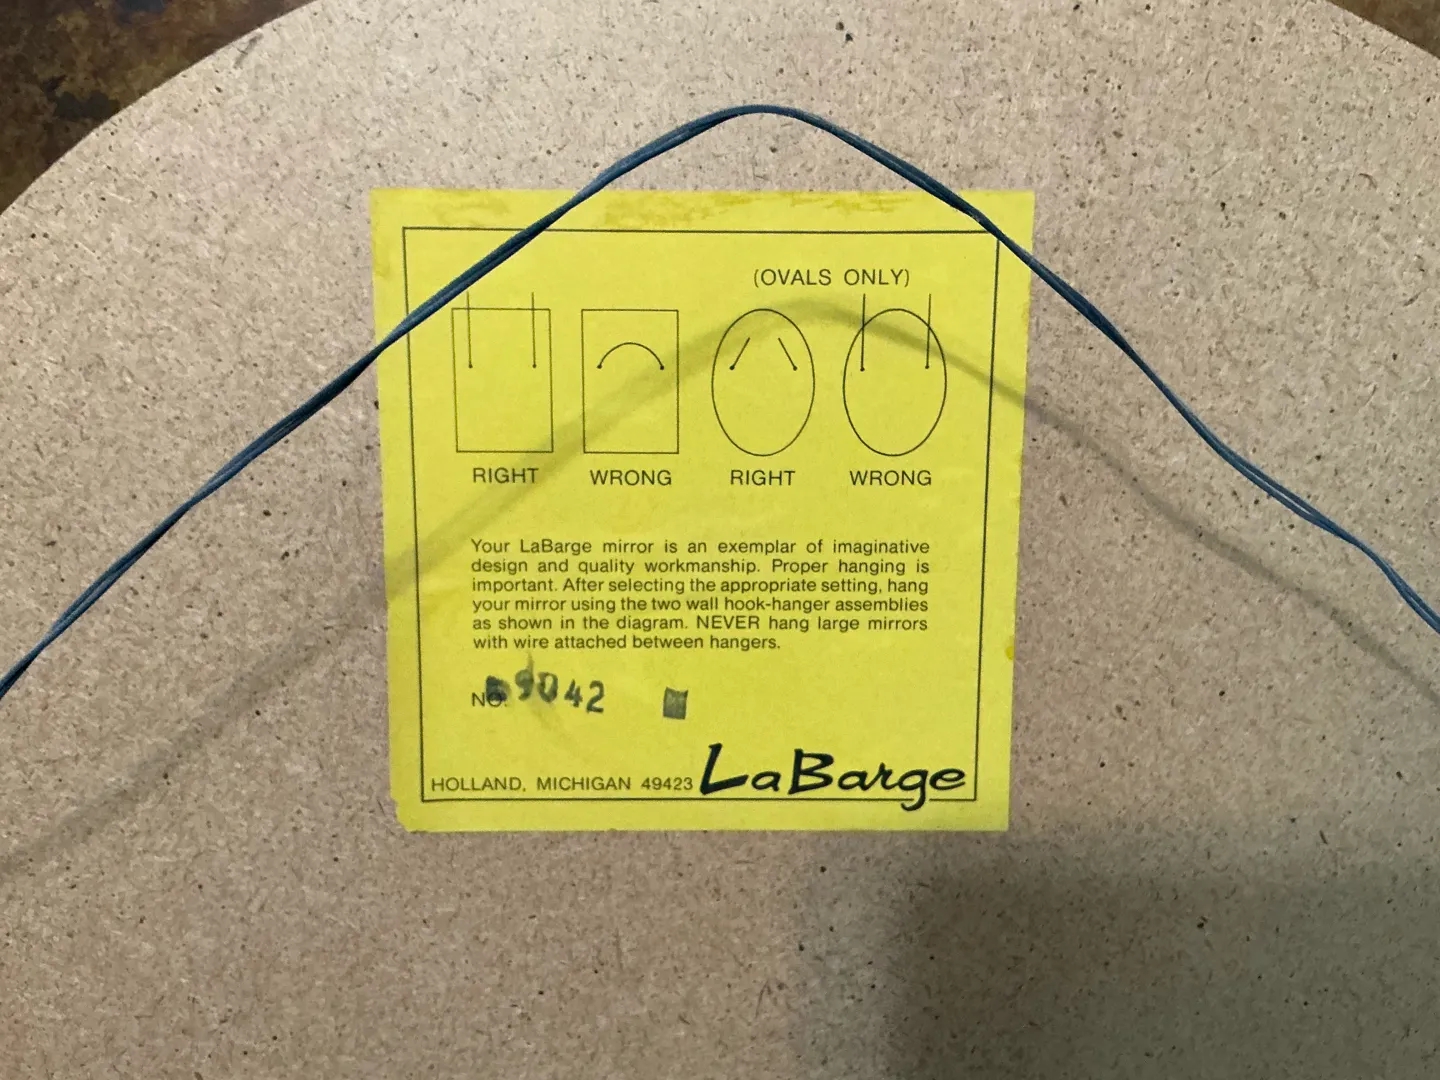 (OVALS ONLY)
RIGHT WRONG RIGHT WRONG
Your LaBarge mirror is an exemplar of imaginative
design and quality workmanship. Proper hanging is
important. After selecting the appropriate setting, hang
your mirror using the two wall hook-hanger assemblies
as shown in the diagram. NEVER hang large mirrors
with wire attached between hangers.
NO. 9042
HOLLAND, MICHIGAN 49423 LaBarge